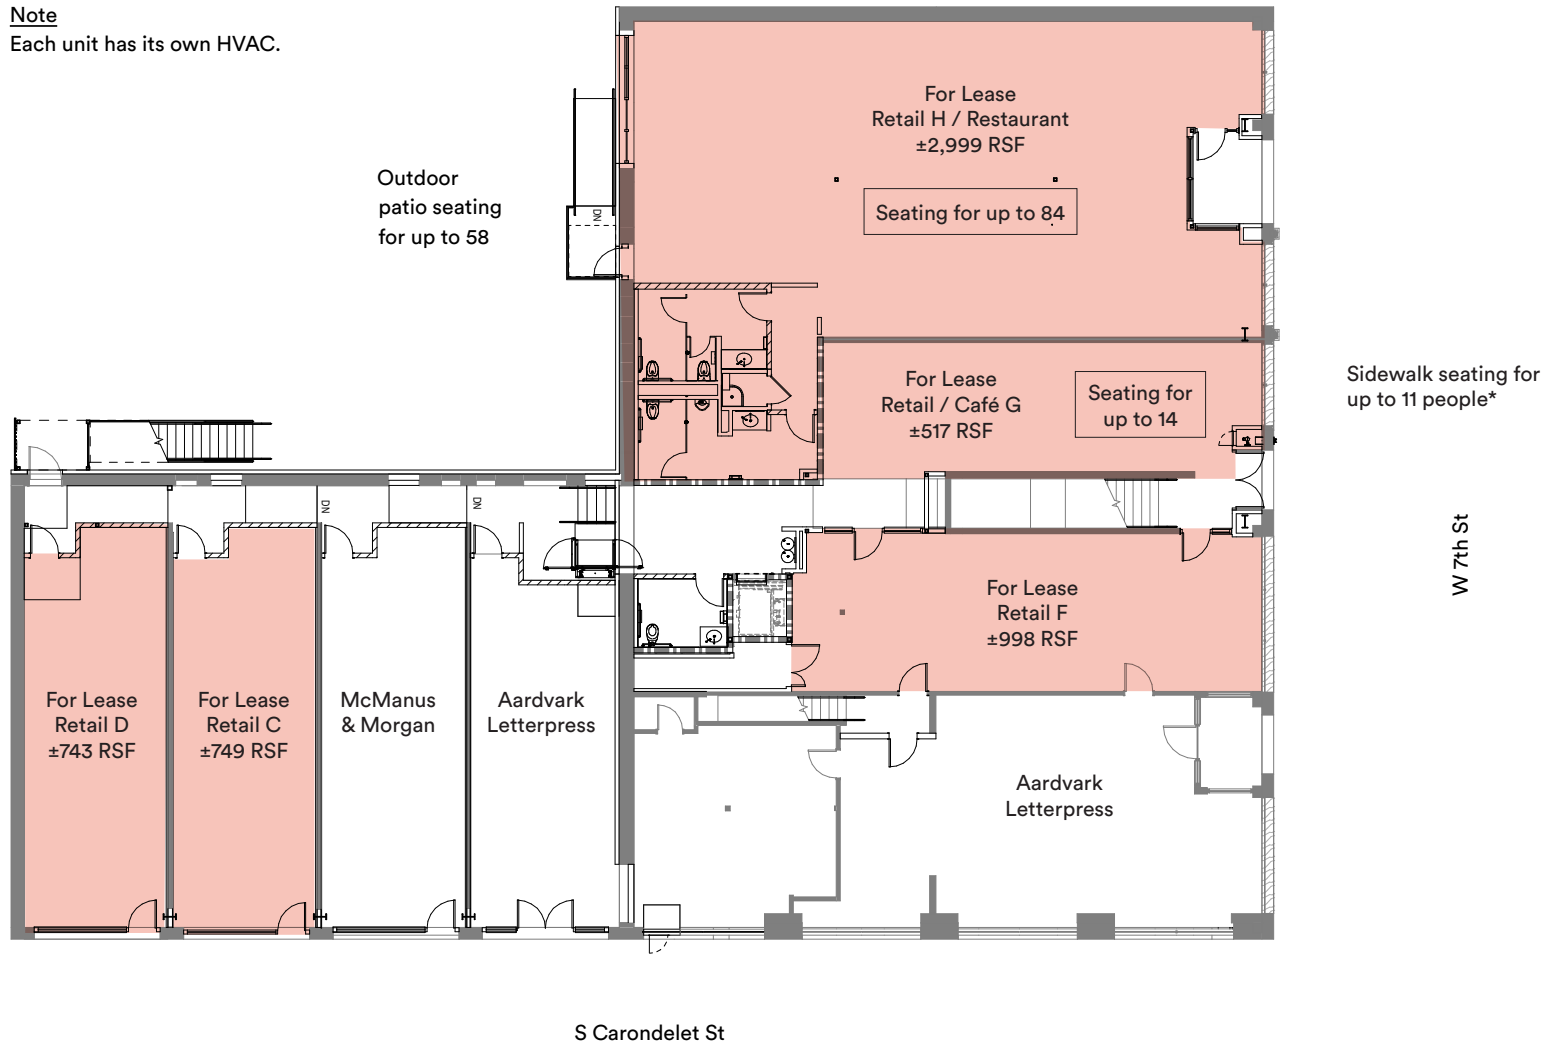 Note
Each unit has its own HVAC.
For Lease
Retail H / Restaurant
±2,999 RSF
Seating for up to 84
Outdoor
patio seating
for up to 58
DN
For Lease
Retail / Café G
±517 RSF
Seating for
up to 14
Sidewalk seating for
up to 11 people*
W 7th St
DN
DN
For Lease
Retail F
±998 RSF
For Lease
Retail D
±743 RSF
For Lease
Retail C
±749 RSF
McManus
& Morgan
Aardvark
Letterpress
Aardvark
Letterpress
S Carondelet St